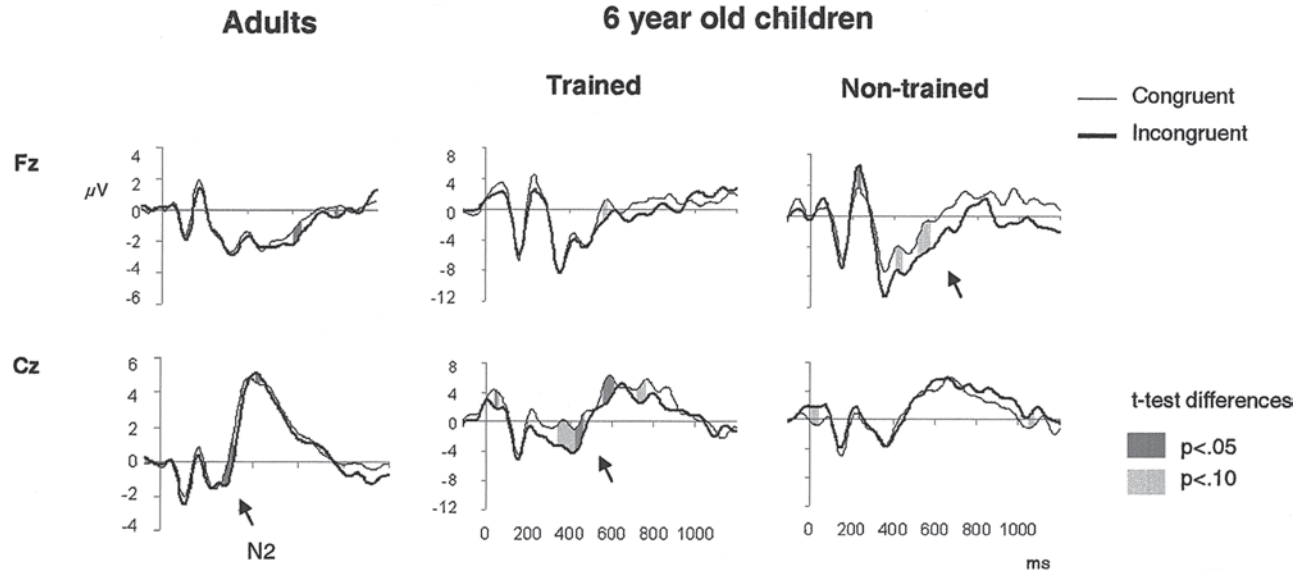 Adults
6 year old children
Trained
Non-trained
Congruent
Incongruent
Fz
µV
4
2
0
-2
-4
-6
8
4
0
-4
-8
-12
Cz
6
4
2
0
-2
-4
N2
8
4
0
-4
-8
-12
0 200 400 600 800 1000
0 200 400 600 800 1000
ms
t-test differences
p<.05
p<.10